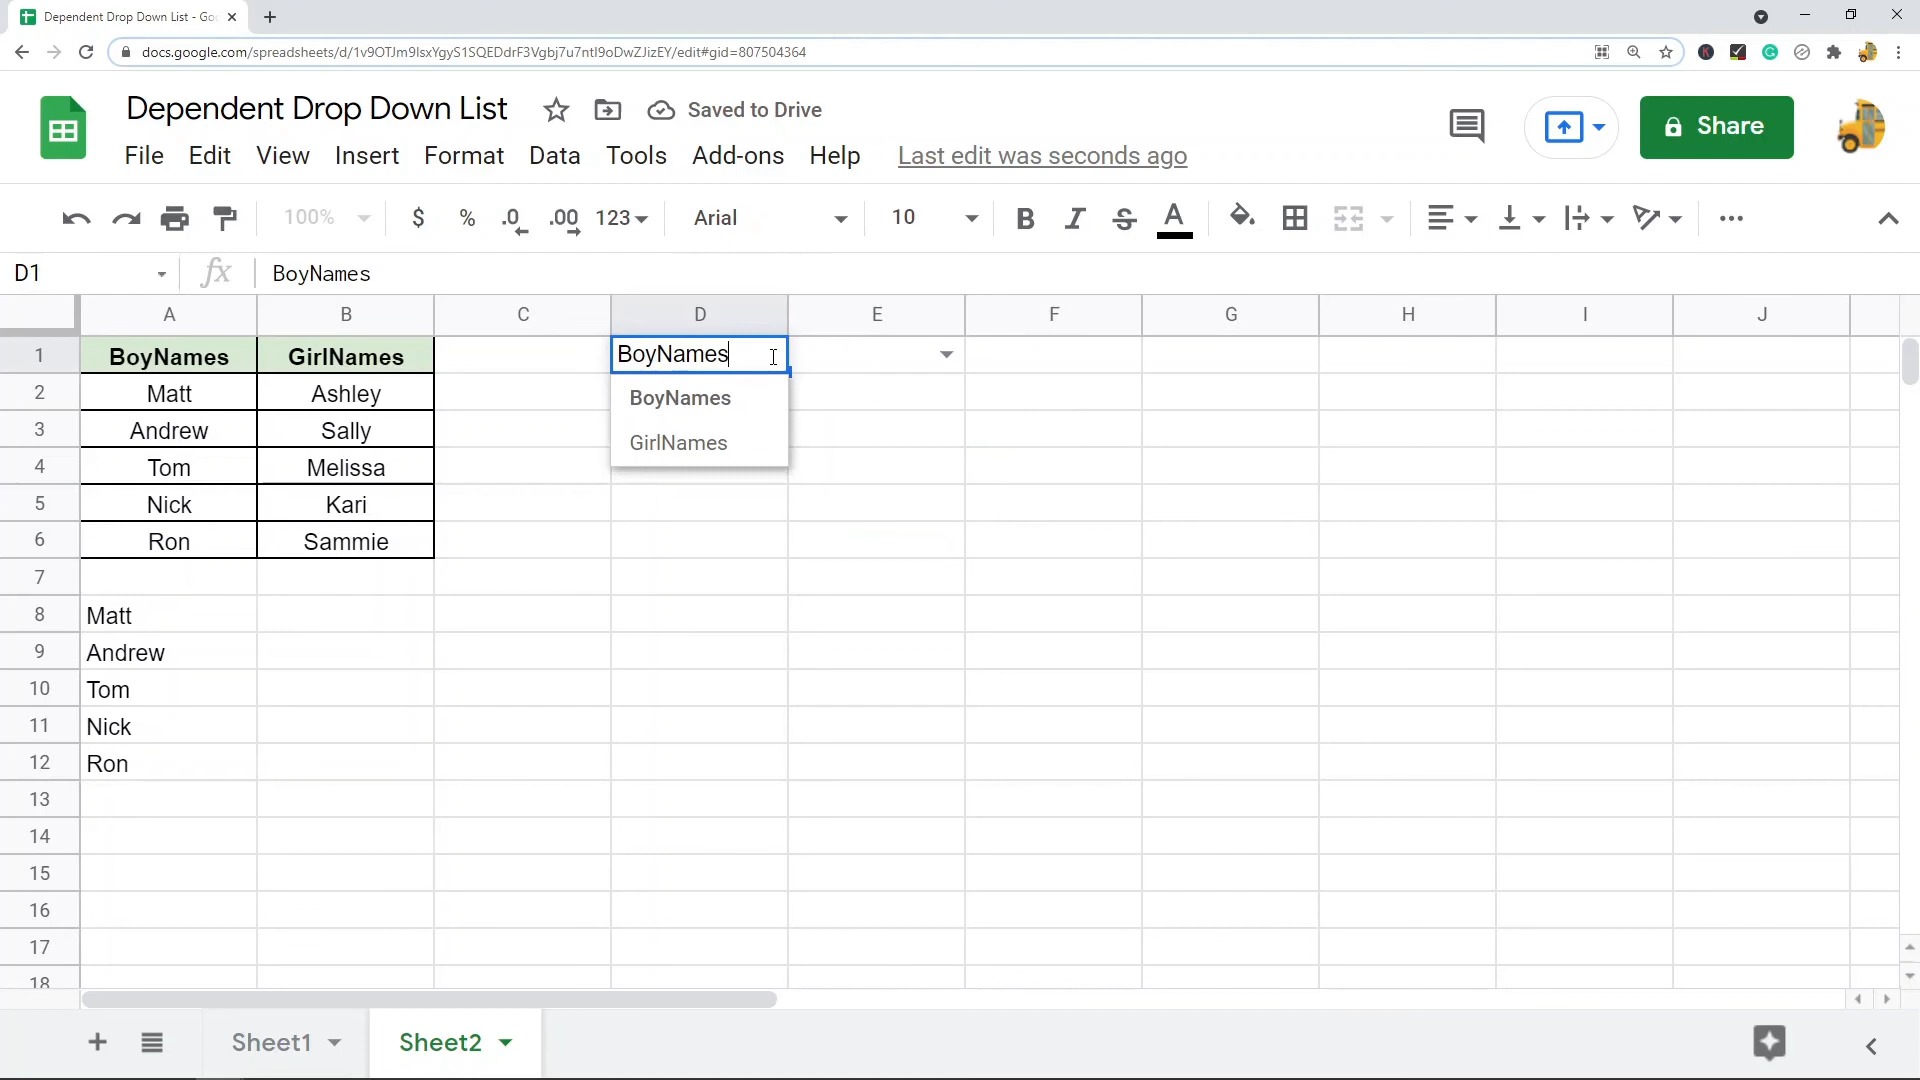 Dependent Drop Down List - Goo
docs.google.com/spreadsheets/d/1v9OTJm9lsxYgyS1SQEDdrF3Vgbj7u7ntI9oDwZJizEY/edit#gid=807504364
Dependent Drop Down List
Saved to Drive
Share
File Edit View Insert Format Data Tools Add-ons Help Last edit was seconds ago
100% $ % .0 .00 123 Arial 10 B I S A
D1 fx BoyNames
A B C D E F G H I J
1 BoyNames GirlNames BoyNames
2 Matt Ashley BoyNames
3 Andrew Sally GirlNames
4 Tom Melissa
5 Nick Kari
6 Ron Sammie
7
8 Matt
9 Andrew
10 Tom
11 Nick
12 Ron
13
14
15
16
17
18
Sheet1 Sheet2